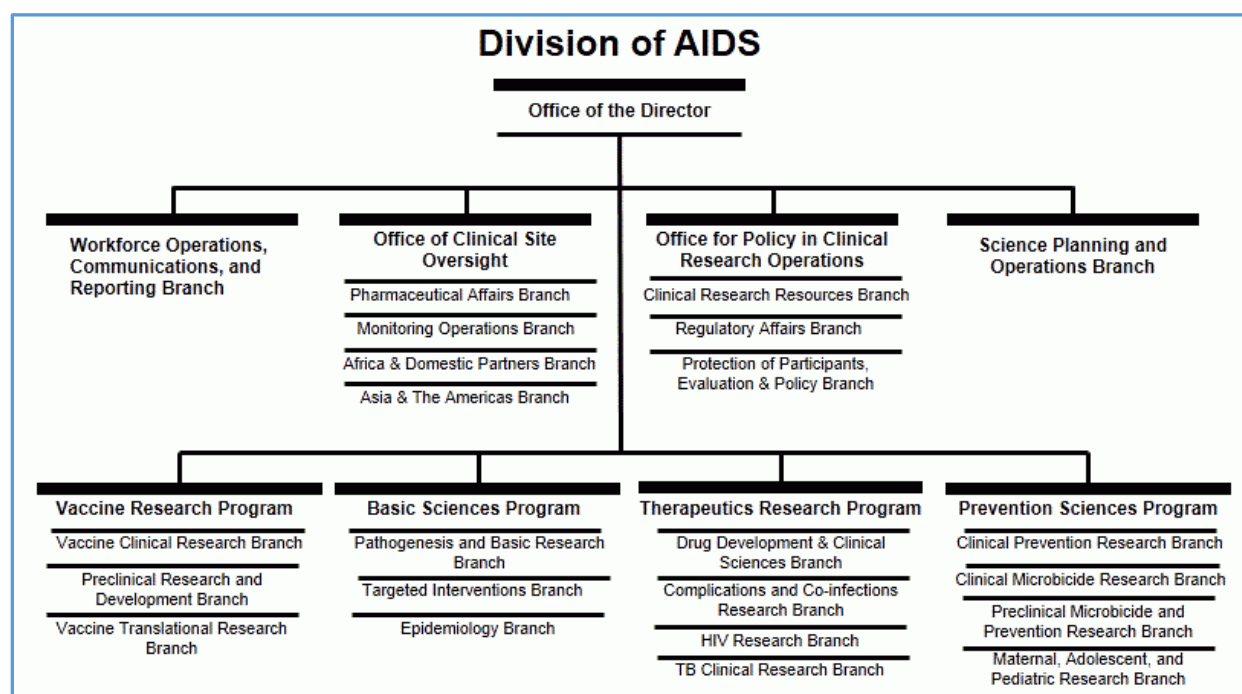 Division of AIDS
Office of the Director
Workforce Operations,
Communications, and
Reporting Branch
Office of Clinical Site
Oversight
Pharmaceutical Affairs Branch
Monitoring Operations Branch
Africa & Domestic Partners Branch
Asia & The Americas Branch
Office for Policy in Clinical
Research Operations
Clinical Research Resources Branch
Regulatory Affairs Branch
Protection of Participants,
Evaluation & Policy Branch
Science Planning and
Operations Branch
Vaccine Research Program
Vaccine Clinical Research Branch
Preclinical Research and
Development Branch
Vaccine Translational Research
Branch
Basic Sciences Program
Pathogenesis and Basic Research
Branch
Targeted Interventions Branch
Epidemiology Branch
Therapeutics Research Program
Drug Development & Clinical
Sciences Branch
Complications and Co-infections
Research Branch
HIV Research Branch
TB Clinical Research Branch
Prevention Sciences Program
Clinical Prevention Research Branch
Clinical Microbicide Research Branch
Preclinical Microbicide and
Prevention Research Branch
Maternal, Adolescent, and
Pediatric Research Branch